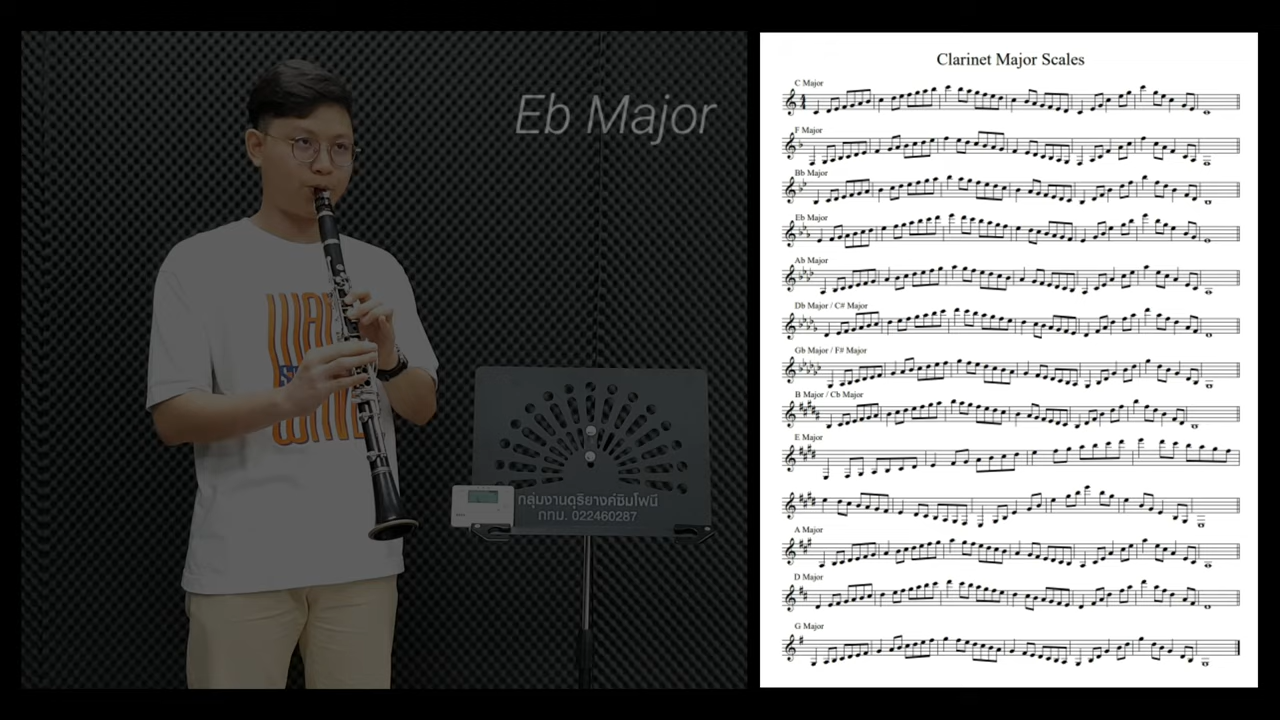 Eb Major
กลุ่มงานดุริยางค์ซิมโฟนี
กทม. 022460287
Clarinet Major Scales
C Major
F Major
Bb Major
Eb Major
Ab Major
Db Major / C# Major
Gb Major / F# Major
B Major / Cb Major
E Major
A Major
D Major
G Major